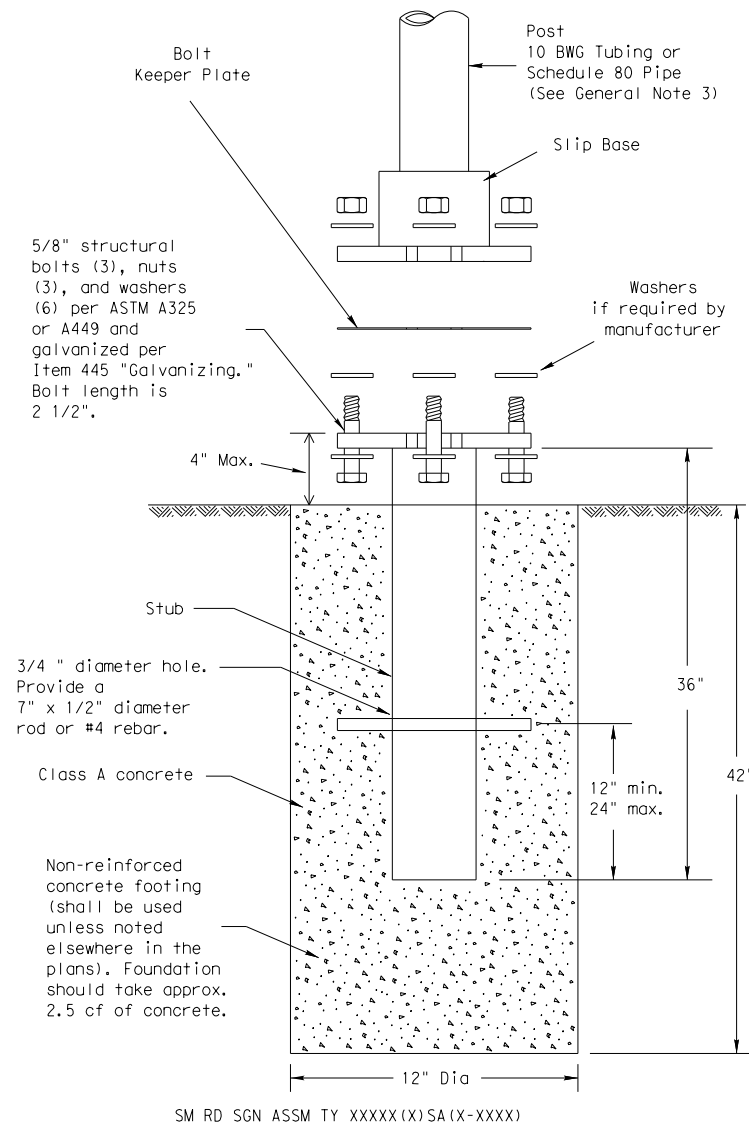 Bolt
Keeper Plate
Post
10 BWG Tubing or
Schedule 80 Pipe
(See General Note 3)
Slip Base
5/8" structural
bolts (3), nuts
(3), and washers
(6) per ASTM A325
or A449 and
galvanized per
Item 445 "Galvanizing."
Bolt length is
2 1/2".
Washers
if required by
manufacturer
4" Max.
Stub
3/4 " diameter hole.
Provide a
7" x 1/2" diameter
rod or #4 rebar.
36"
Class A concrete
12" min.
24" max.
42"
Non-reinforced
concrete footing
(shall be used
unless noted
elsewhere in the
plans). Foundation
should take approx.
2.5 cf of concrete.
12" Dia
SM RD SGN ASSM TY XXXXX(X)SA(X-XXXX)